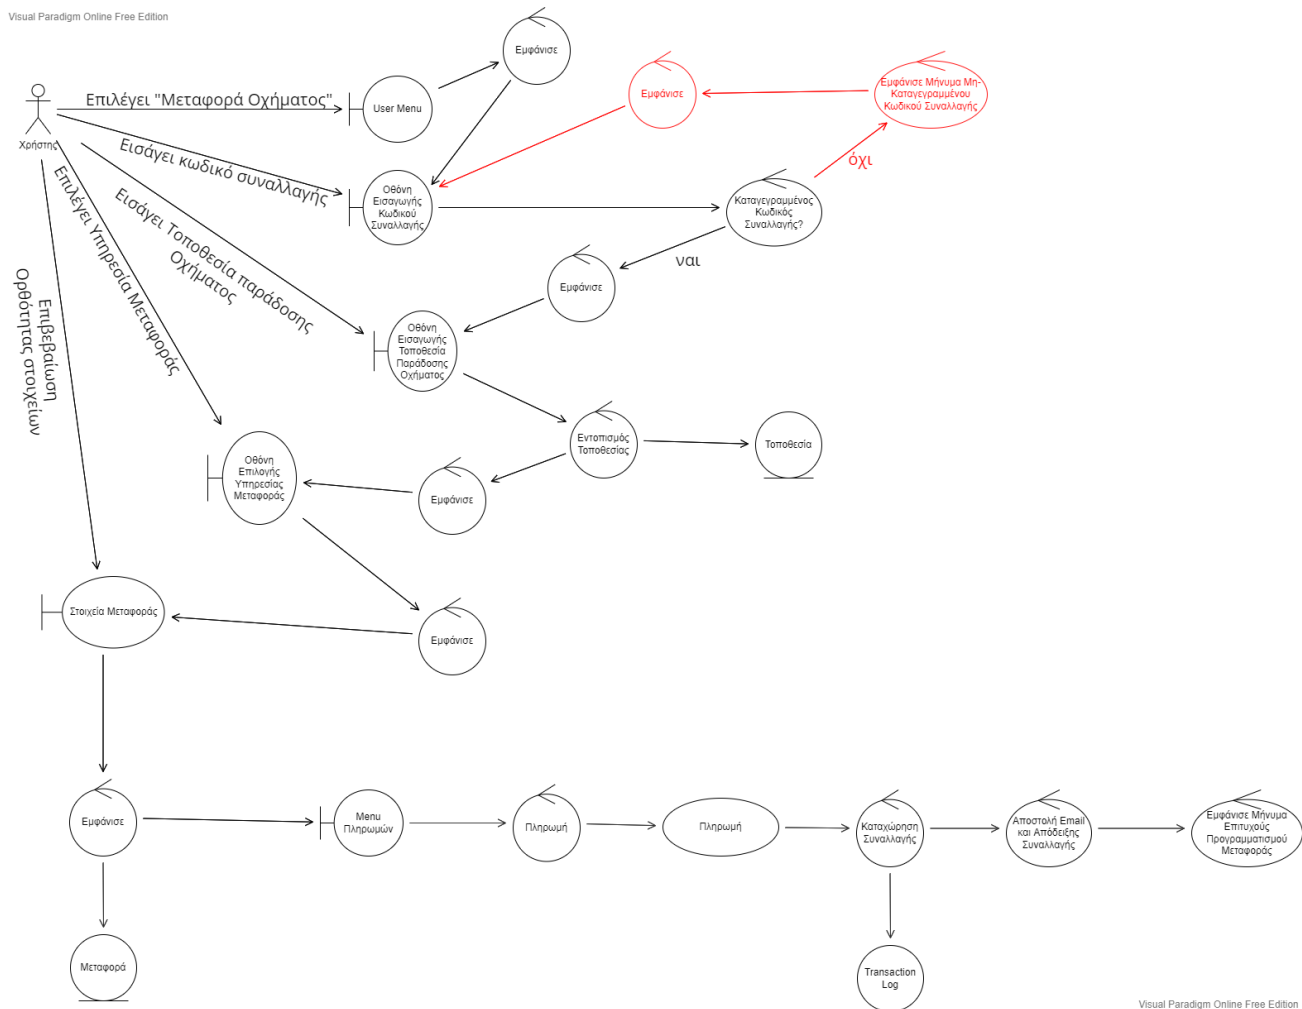 Visual Paradigm Online Free Edition
Εμφάνισε
Εμφάνισε
Εμφάνισε Μήνυμα Μη-
Καταγεγραμμένου
Κωδικού Συναλλαγής
Επιλέγει "Μεταφορά Οχήματος"
User Menu
Χρήστης
όχι
Εισάγει κωδικό συναλλαγής
Οθόνη
Εισαγωγής
Κωδικού
Συναλλαγής
Καταγεγραμμένος
Κωδικός
Συναλλαγής?
ναι
Εμφάνισε
Εισάγει Τοποθεσία παράδοσης
Οχήματος
Επιλέγει Υπηρεσία Μεταφοράς
Επιβεβαίωση
Ορθότητας στοιχείων
Οθόνη
Εισαγωγής
Τοποθεσία
Παράδοσης
Οχήματος
Εντοπισμός
Τοποθεσίας
Τοποθεσία
Οθόνη
Επιλογής
Υπηρεσίας
Μεταφοράς
Εμφάνισε
Στοιχεία Μεταφοράς
Εμφάνισε
Εμφάνισε
Menu
Πληρωμών
Πληρωμή
Πληρωμή
Καταχώρηση
Συναλλαγής
Αποστολή Email
και Απόδειξης
Συναλλαγής
Εμφάνισε Μήνυμα
Επιτυχούς
Προγραμματισμού
Μεταφοράς
Μεταφορά
Transaction
Log
Visual Paradigm Online Free Edition